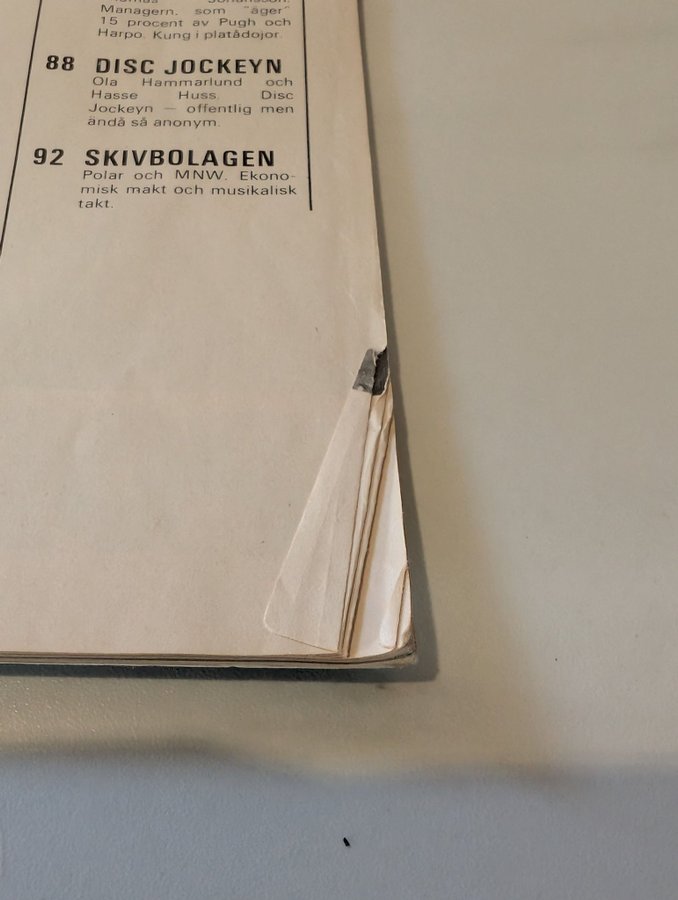 Johansson.
Managern, som "äger"
15 procent av Pugh och
Harpo. Kung i platådojor.
88 DISC JOCKEYN
Ola Hammarlund och
Hasse Huss. Disc
Jockeyn – offentlig men
ändå så anonym.
92 SKIVBOLAGEN
Polar och MNW. Ekono-
misk makt och musikalisk
takt.